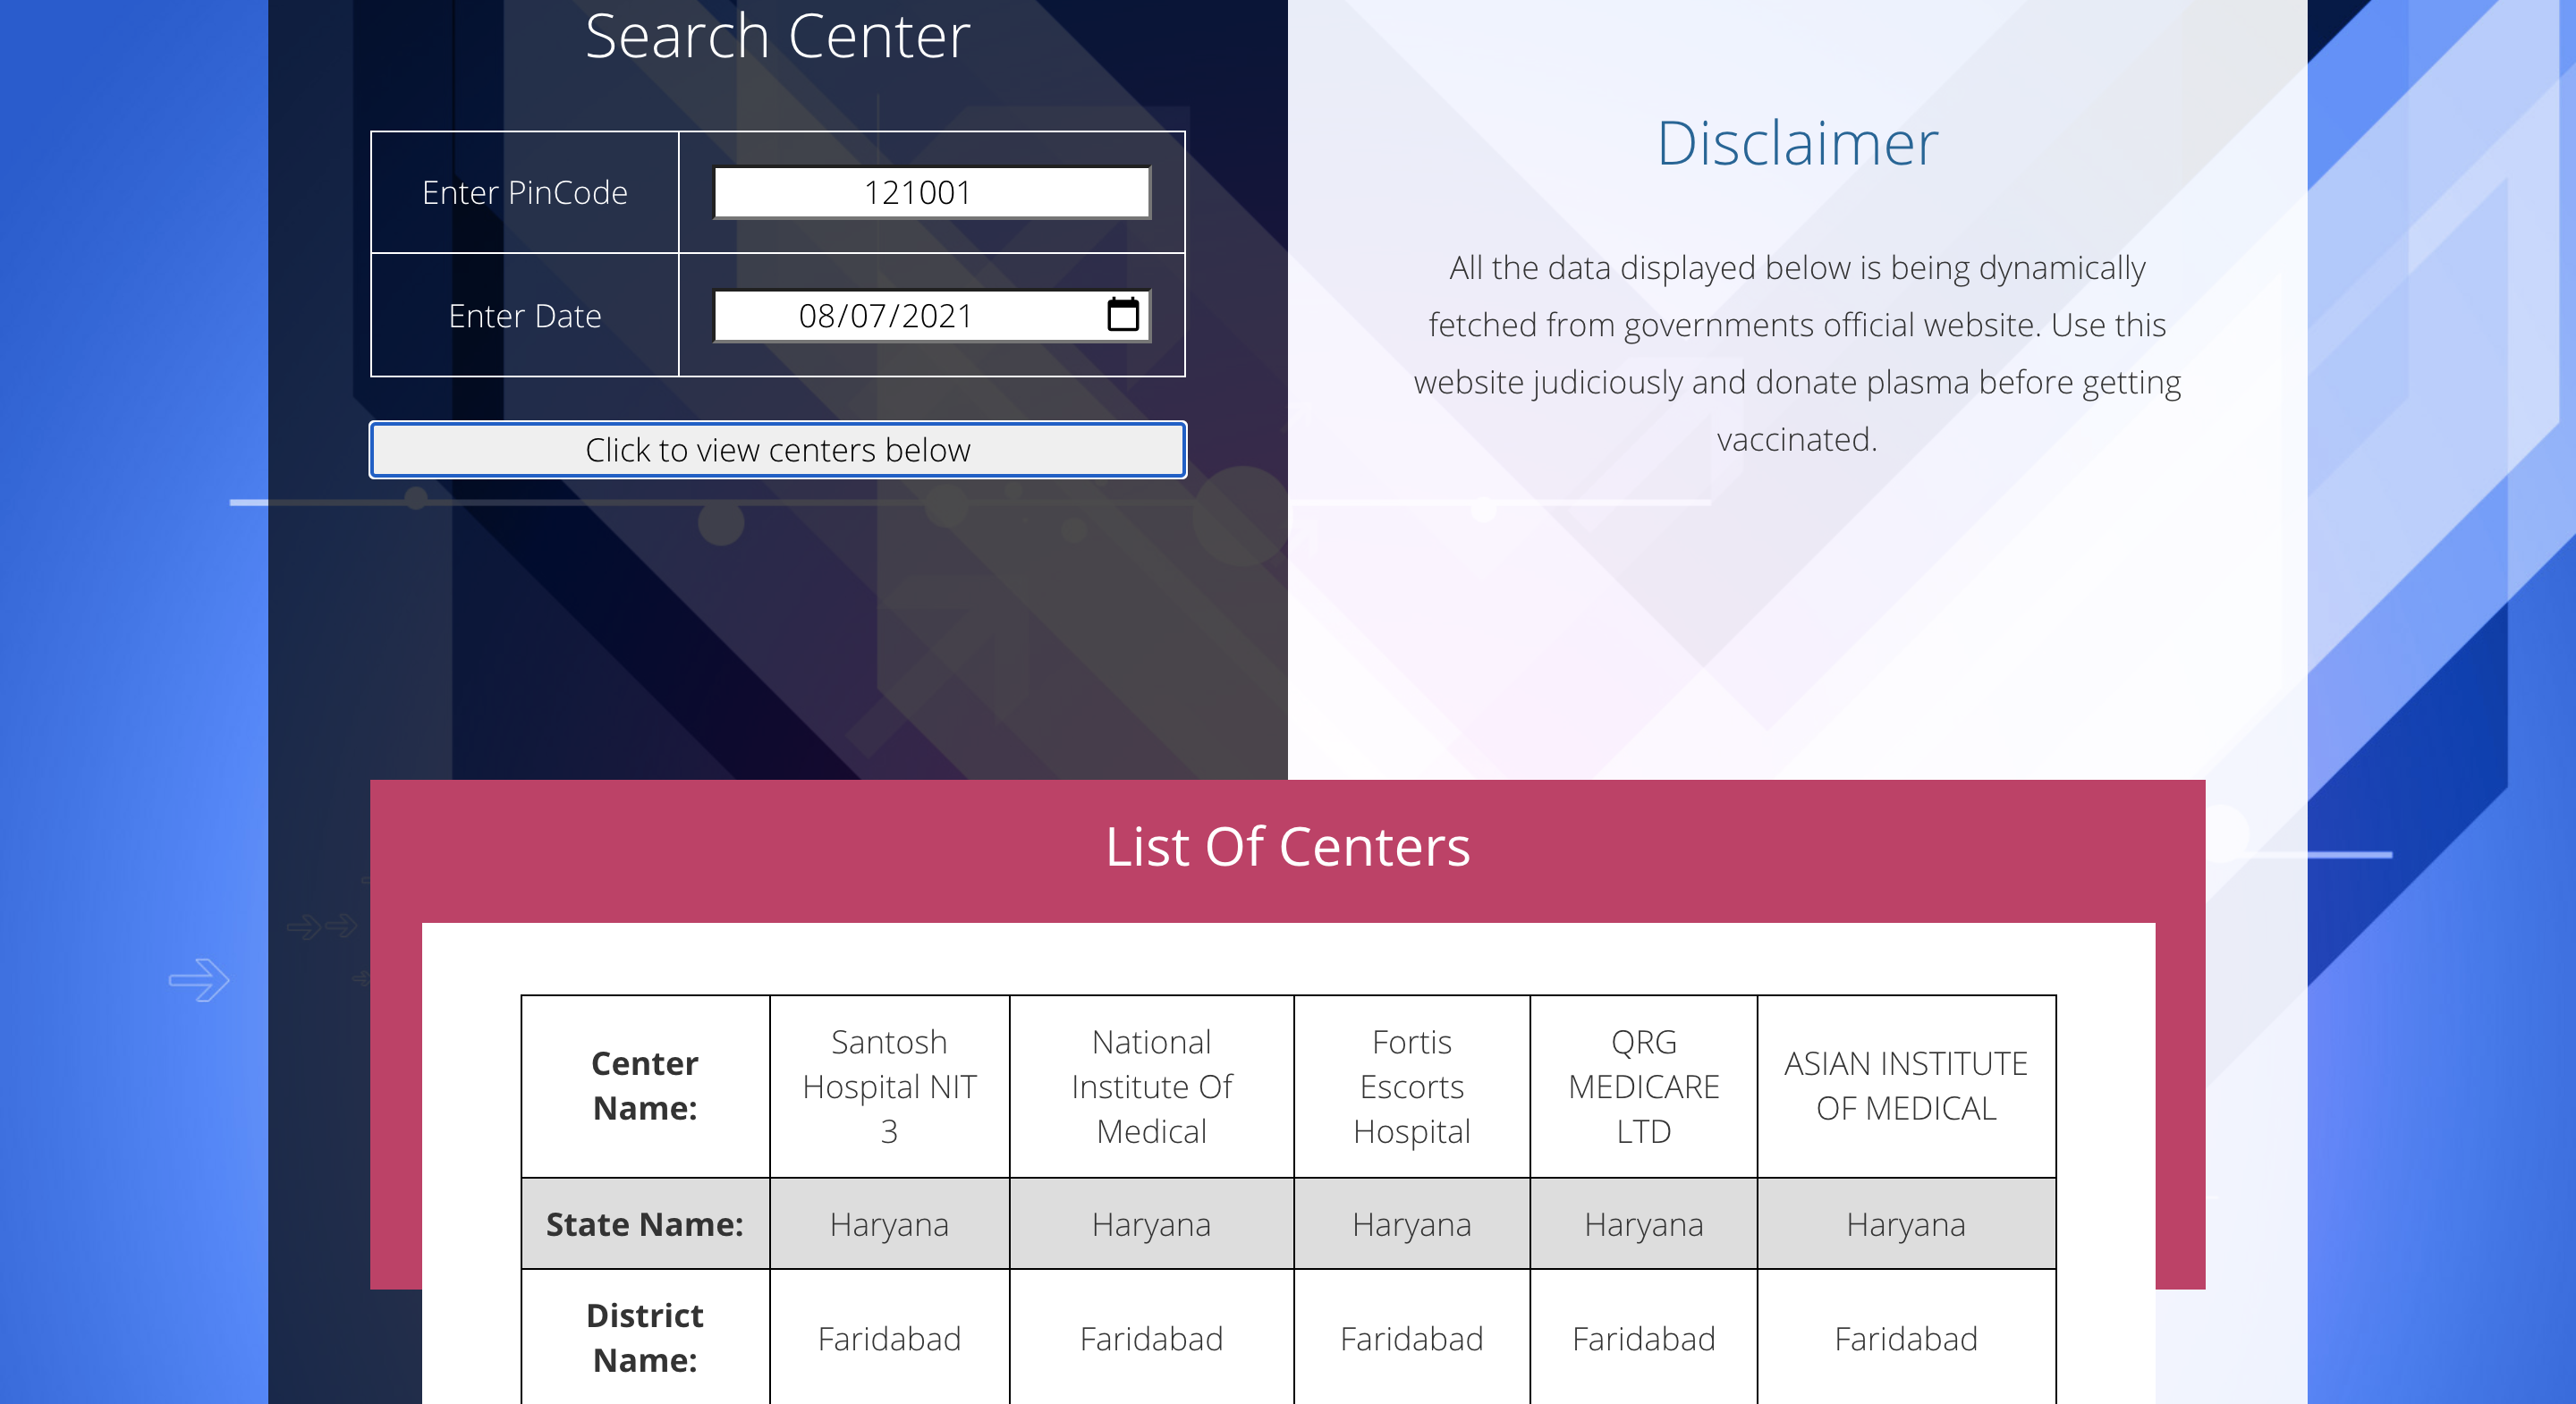 Search Center
Enter PinCode
121001
Enter Date
08/07/2021
Click to view centers below
Disclaimer
All the data displayed below is being dynamically
fetched from governments official website. Use this
website judiciously and donate plasma before getting
vaccinated.
List Of Centers
Center
Name:
Santosh
Hospital NIT
3
National
Institute Of
Medical
Fortis
Escorts
Hospital
QRG
MEDICARE
LTD
ASIAN INSTITUTE
OF MEDICAL
State Name:
Haryana
Haryana
Haryana
Haryana
Haryana
District
Name:
Faridabad
Faridabad
Faridabad
Faridabad
Faridabad